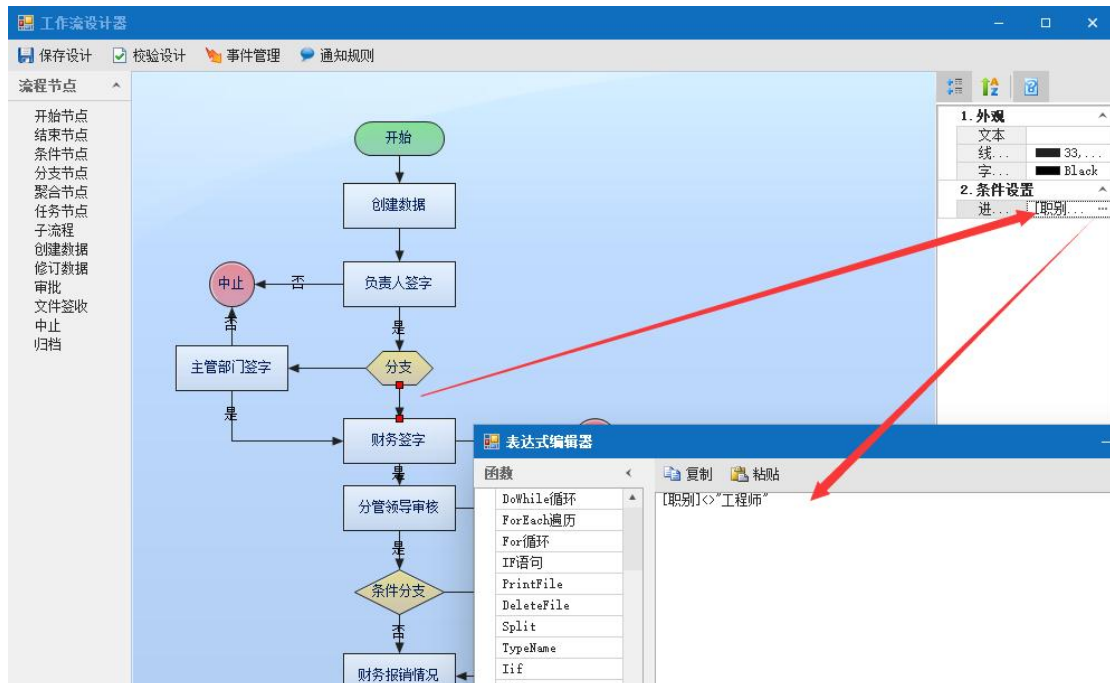 工作流设计器
保存设计 校验设计 事件管理 通知规则
流程节点
开始节点
结束节点
条件节点
分支节点
聚合节点
任务节点
子流程
创建数据
修订数据
审批
文件签收
中止
归档
开始
创建数据
负责人签字
否
中止
否
是
分支
主管部门签字
是
财务签字
是
分管领导审核
是
条件分支
否
财务报销情况
1.外观
文本
线... 33,...
字... Black
2.条件设置
进... [职别... ...
表达式编辑器
函数
复制 粘贴
DoWhile循环
ForEach遍历
For循环
IF语句
PrintFile
DeleteFile
Split
TypeName
Iif
[职别]<>"工程师"